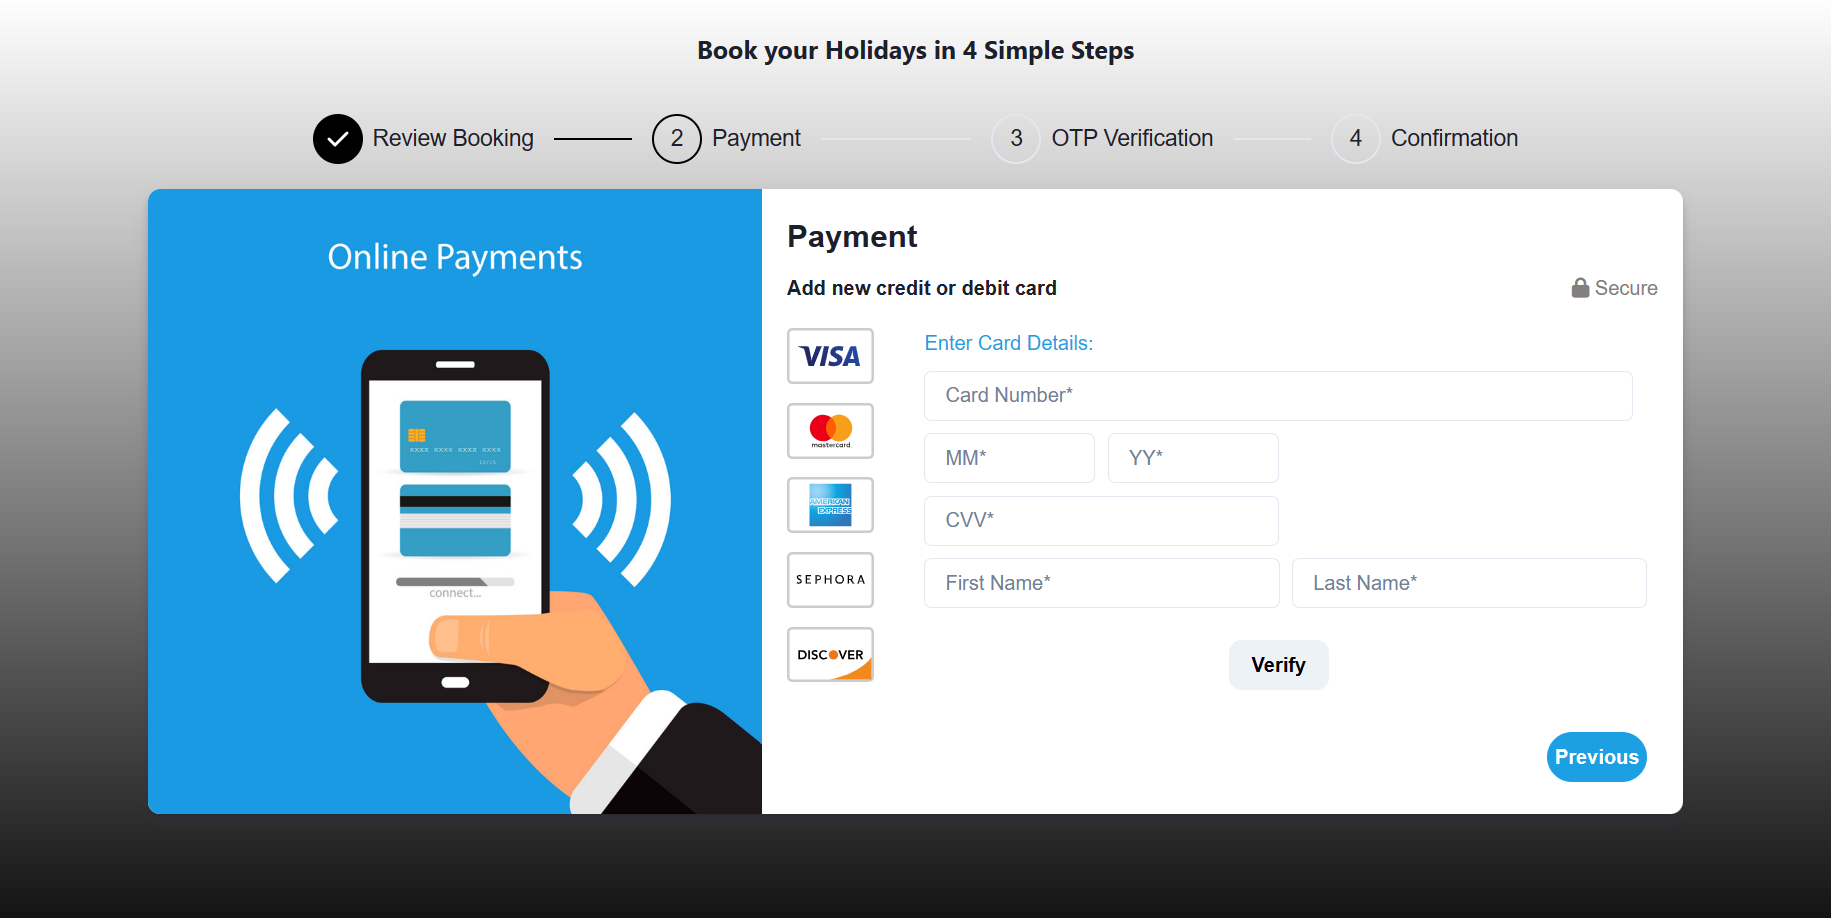 Book your Holidays in 4 Simple Steps
Review Booking
2 Payment
3 OTP Verification
4 Confirmation
Online Payments
xxxx xxxx xxxx xxxx
connect...
Payment
Add new credit or debit card
Secure
VISA
mastercard.
AMERICAN
EXPRESS
SEPHORA
DISCOVER
Enter Card Details:
Card Number*
MM* YY*
CVV*
First Name* Last Name*
Verify
Previous